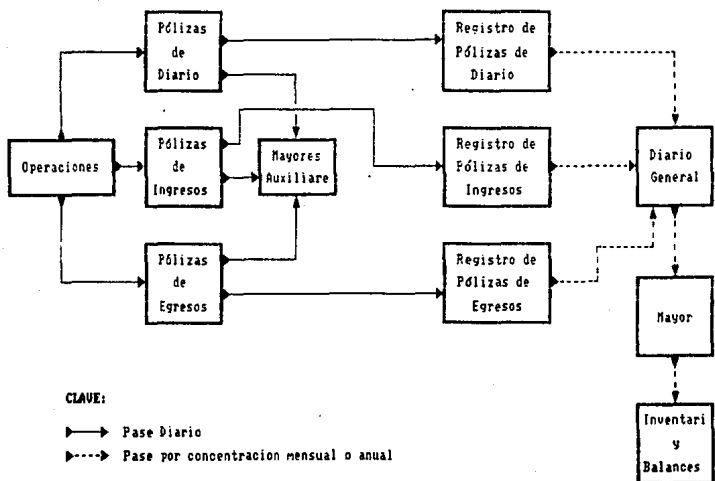 Pólizas
de
Diario
Registro de
Pólizas de
Diario
Operaciones
Pólizas
de
Ingresos
Mayores
Auxiliare
Registro de
Pólizas de
Ingresos
Diario
General
Pólizas
de
Egresos
Registro de
Pólizas de
Egresos
Mayor
Inventari
y
Balances
CLAVE:
Pase Diario
Pase por concentracion mensual o anual